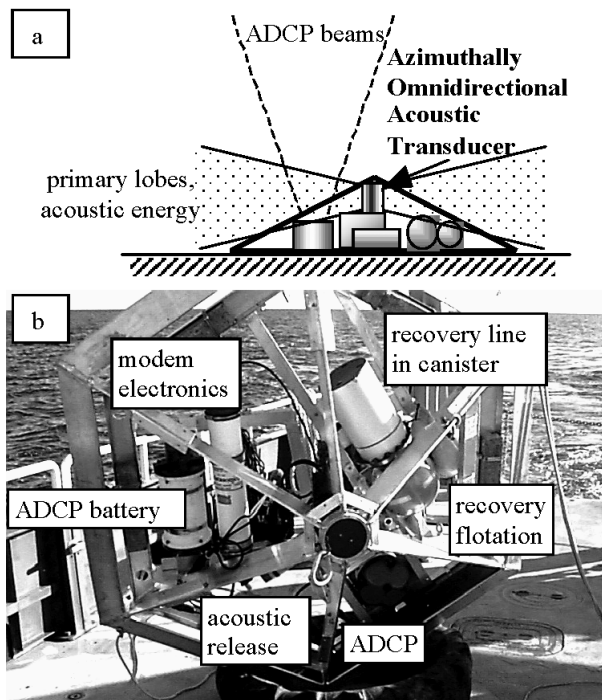 a
ADCP beams
Azimuthally
Omnidirectional
Acoustic
Transducer
primary lobes,
acoustic energy
b
modem
electronics
recovery line
in canister
ADCP battery
recovery
flotation
acoustic
release
ADCP